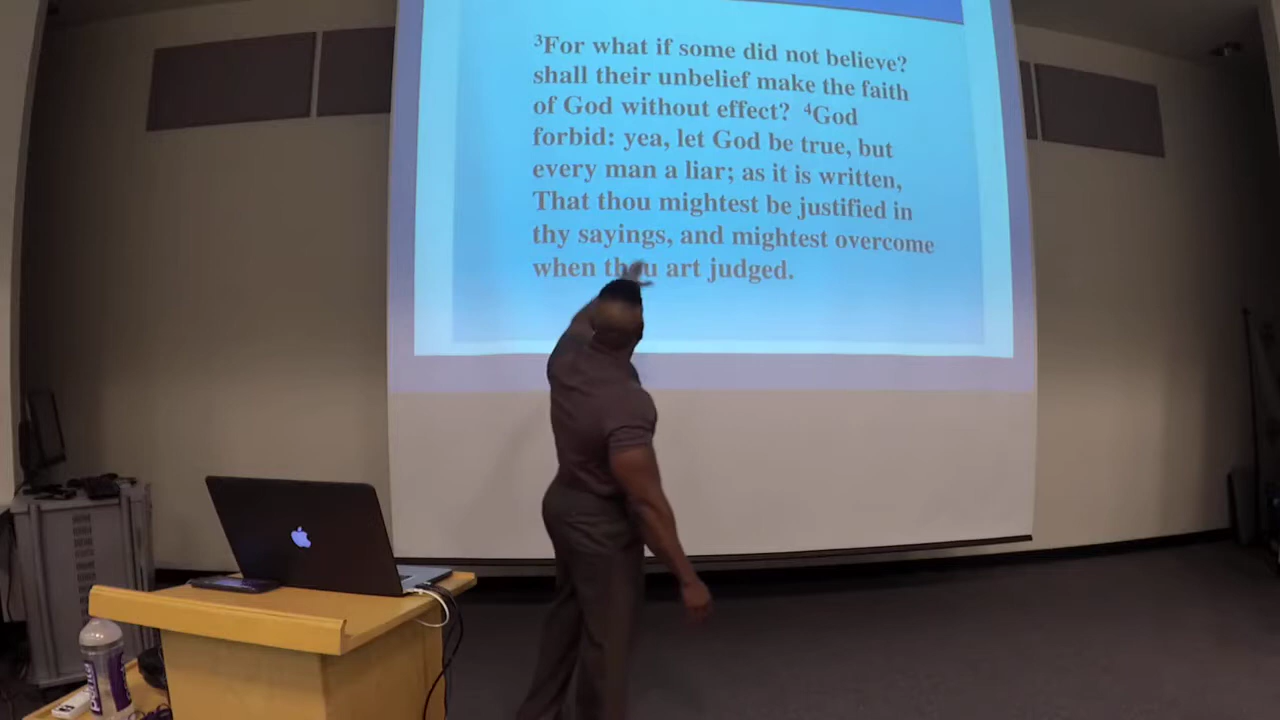 ³For what if some did not believe?
shall their unbelief make the faith
of God without effect? ⁴God
forbid: yea, let God be true, but
every man a liar; as it is written,
That thou mightest be justified in
thy sayings, and mightest overcome
when thou art judged.